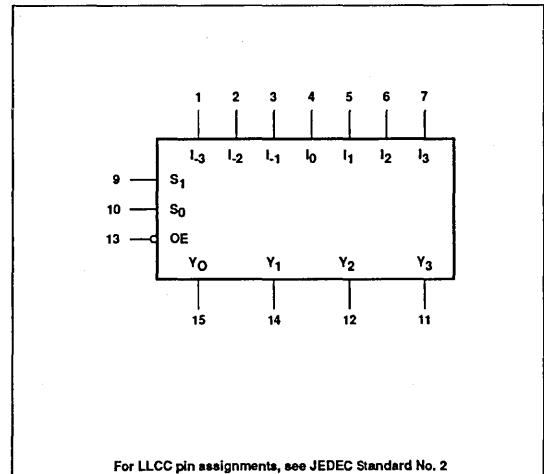 1 2 3 4 5 6 7
I-3 I-2 I-1 I0 I1 I2 I3
9 S1
10 S0
13 OE
YO Y1 Y2 Y3
15 14 12 11
For LLCC pin assignments, see JEDEC Standard No. 2